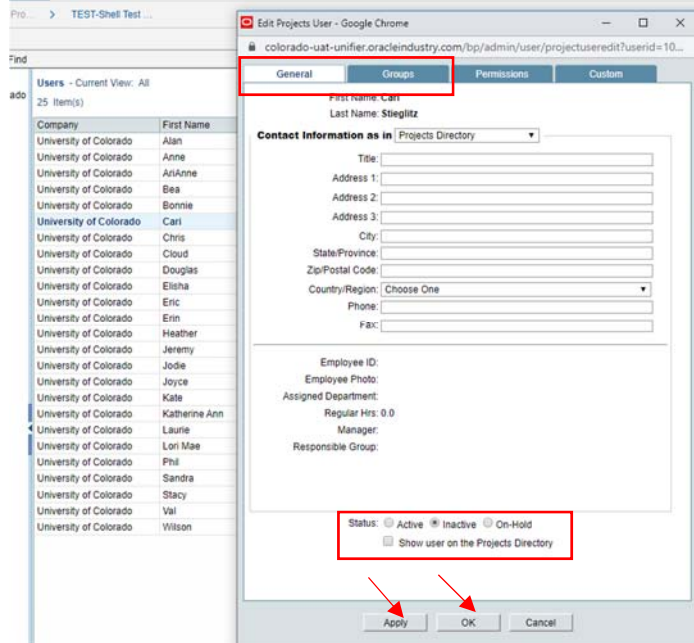 Pro...
TEST-Shell Test ...
Find
ado
Users - Current View: All
25 Item(s)
Company First Name
University of Colorado Alan
University of Colorado Anne
University of Colorado AriAnne
University of Colorado Bea
University of Colorado Bonnie
University of Colorado Cari
University of Colorado Chris
University of Colorado Cloud
University of Colorado Douglas
University of Colorado Elisha
University of Colorado Eric
University of Colorado Erin
University of Colorado Heather
University of Colorado Jeremy
University of Colorado Jodie
University of Colorado Joyce
University of Colorado Kate
University of Colorado Katherine Ann
University of Colorado Laurie
University of Colorado Lori Mae
University of Colorado Phil
University of Colorado Sandra
University of Colorado Stacy
University of Colorado Val
University of Colorado Wilson
Edit Projects User - Google Chrome
colorado-uat-unifier.oracleindustry.com/bp/admin/user/projectuseredit?userid=10...
General Groups Permissions Custom
First Name: Cari
Last Name: Stieglitz
Contact Information as in Projects Directory
Title:
Address 1:
Address 2:
Address 3:
City:
State/Province:
Zip/Postal Code:
Country/Region: Choose One
Phone:
Fax:
Employee ID:
Employee Photo:
Assigned Department:
Regular Hrs: 0.0
Manager:
Responsible Group:
Status: Active Inactive On-Hold
Show user on the Projects Directory
Apply OK Cancel